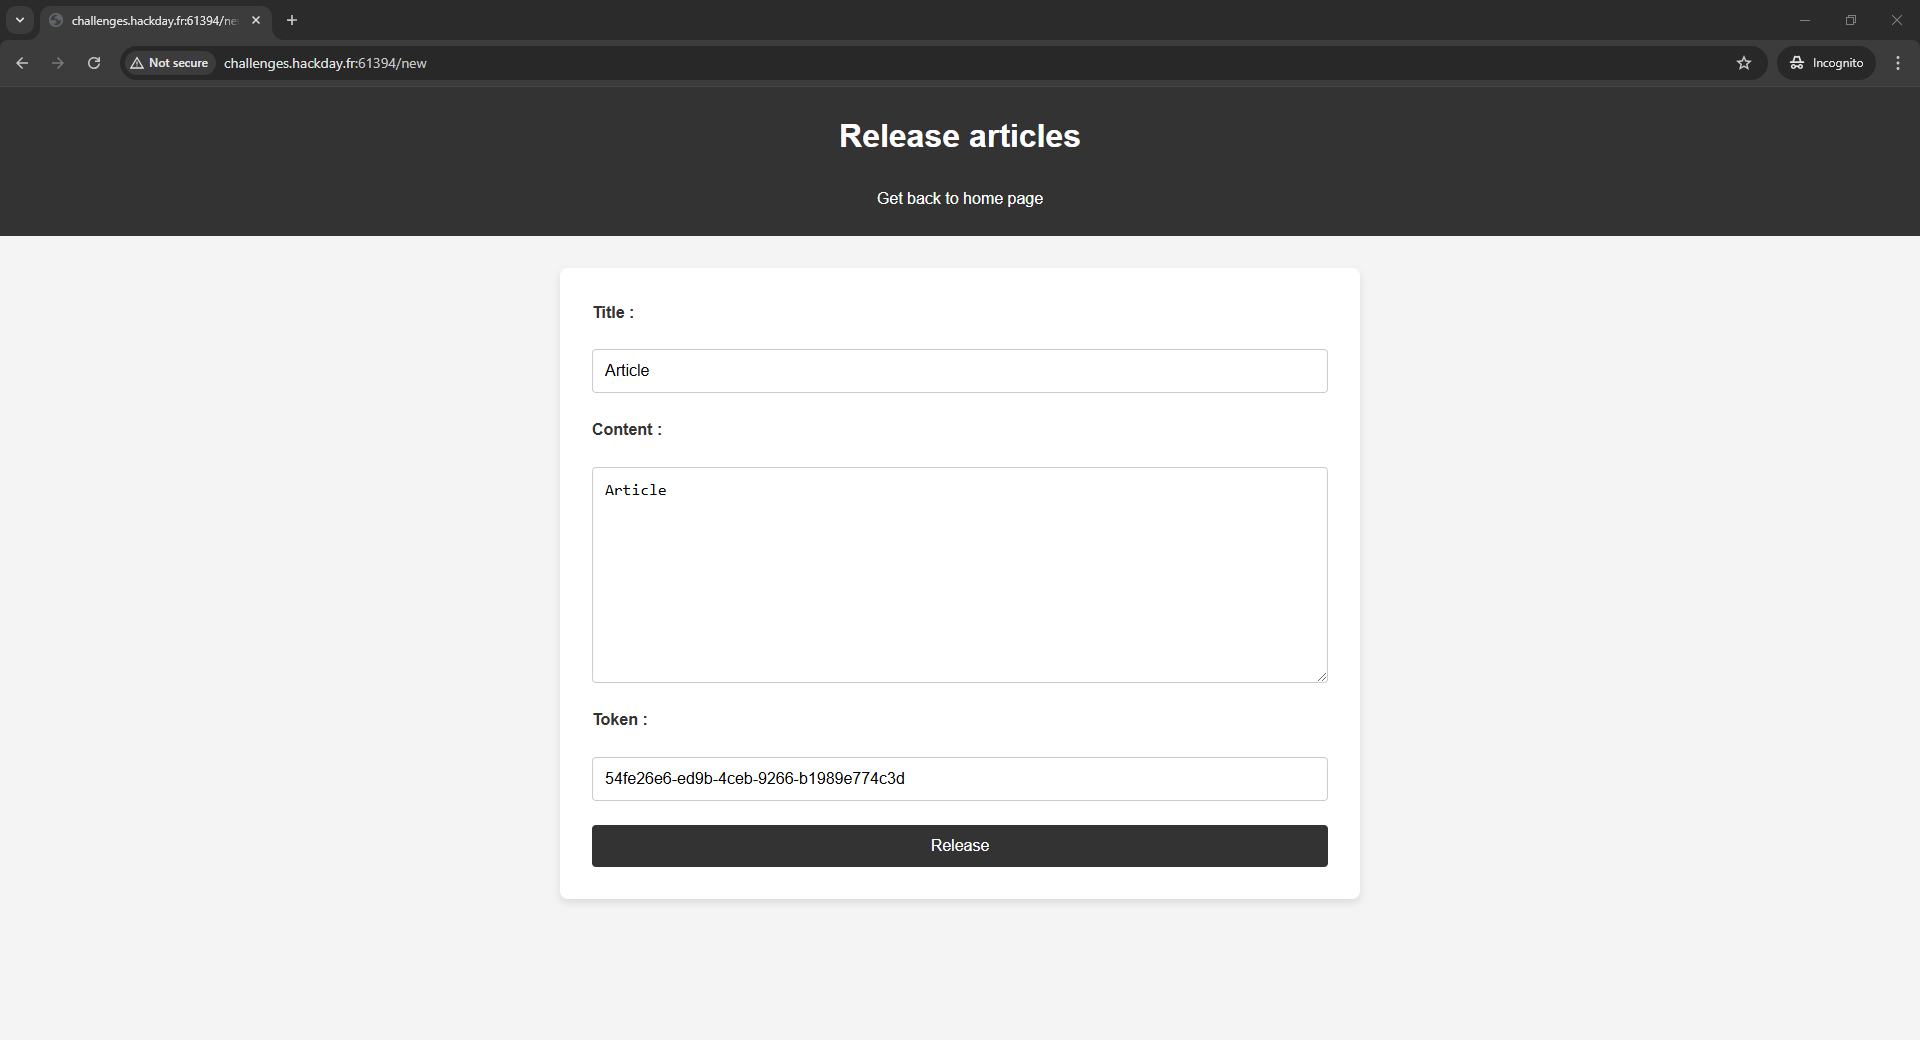 challenges.hackday.fr:61394/ne
Not secure
challenges.hackday.fr:61394/new
Incognito
Release articles
Get back to home page
Title :
Article
Content :
Article
Token :
54fe26e6-ed9b-4ceb-9266-b1989e774c3d
Release